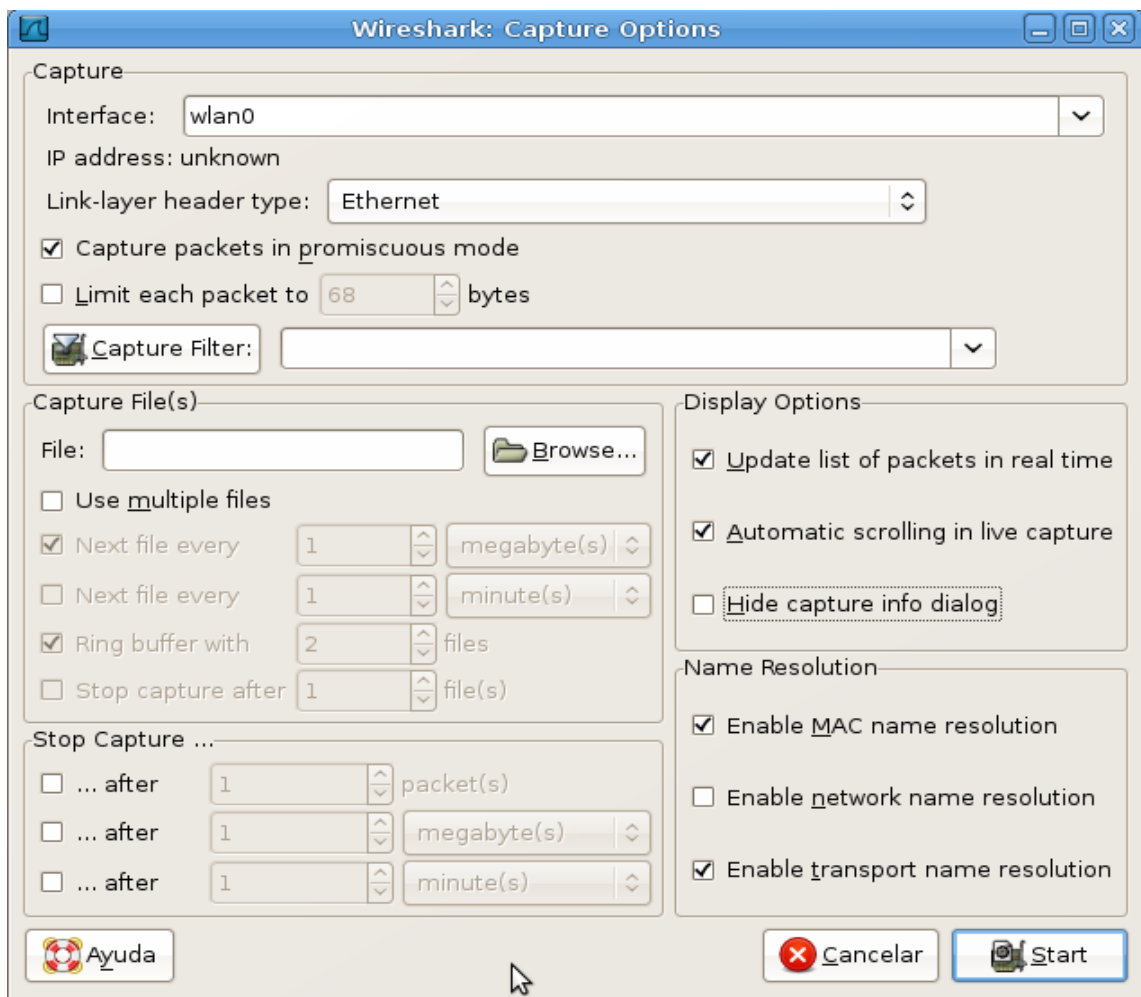 Wireshark: Capture Options
Capture
Interface: wlan0
IP address: unknown
Link-layer header type: Ethernet
Capture packets in promiscuous mode
Limit each packet to 68 bytes
Capture Filter:
Capture File(s)
File: Browse...
Use multiple files
Next file every 1 megabyte(s)
Next file every 1 minute(s)
Ring buffer with 2 files
Stop capture after 1 file(s)
Stop Capture ...
... after 1 packet(s)
... after 1 megabyte(s)
... after 1 minute(s)
Display Options
Update list of packets in real time
Automatic scrolling in live capture
Hide capture info dialog
Name Resolution
Enable MAC name resolution
Enable network name resolution
Enable transport name resolution
Ayuda
Cancelar
Start